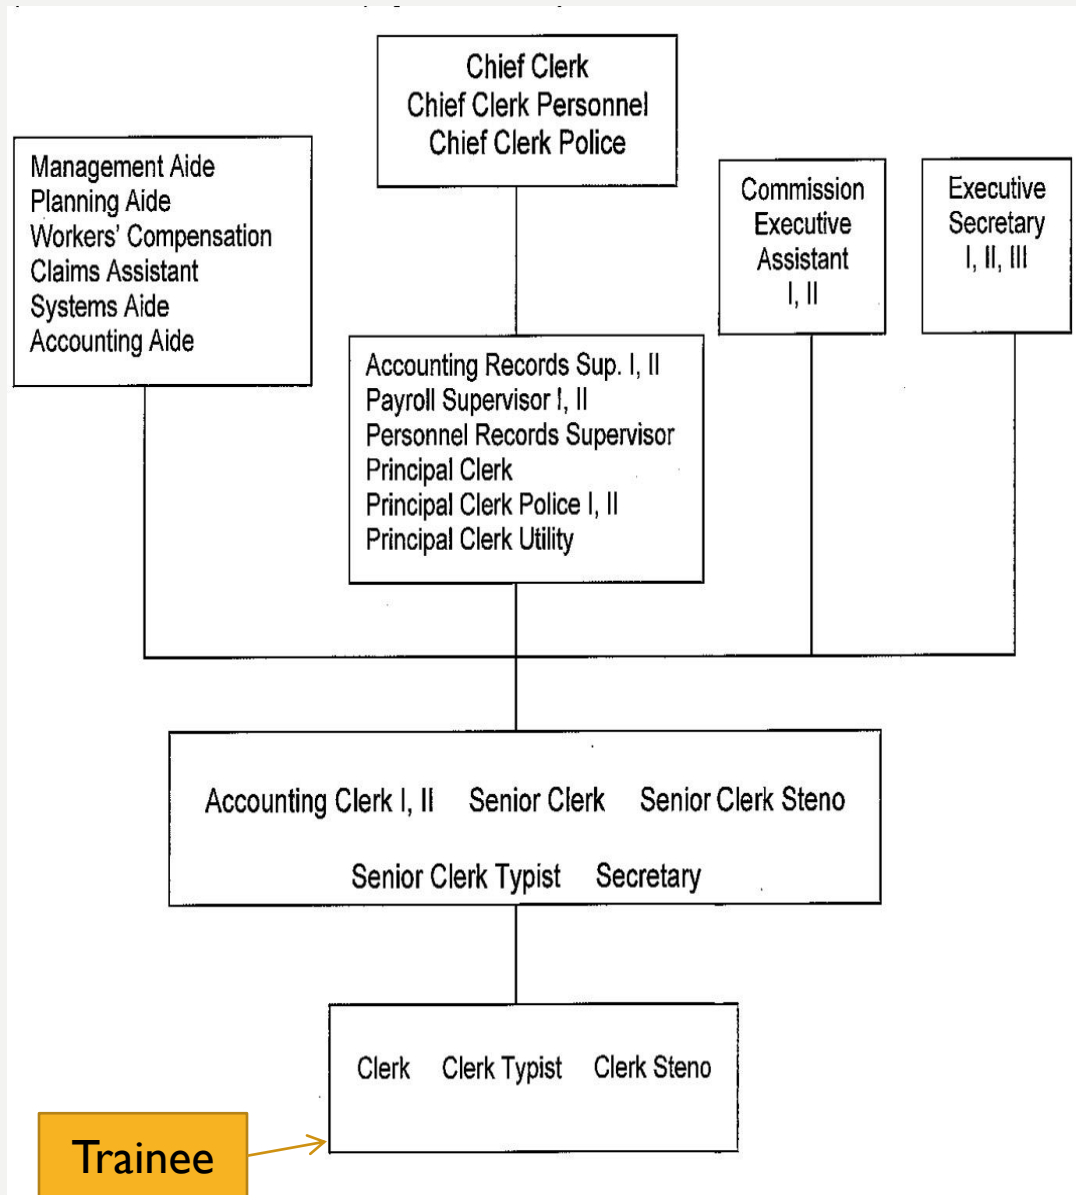 Chief Clerk
Chief Clerk Personnel
Chief Clerk Police
Management Aide
Planning Aide
Workers' Compensation
Claims Assistant
Systems Aide
Accounting Aide
Commission
Executive
Assistant
I, II
Executive
Secretary
I, II, III
Accounting Records Sup. I, II
Payroll Supervisor I, II
Personnel Records Supervisor
Principal Clerk
Principal Clerk Police I, II
Principal Clerk Utility
Accounting Clerk I, II Senior Clerk Senior Clerk Steno
Senior Clerk Typist Secretary
Clerk Clerk Typist Clerk Steno
Trainee